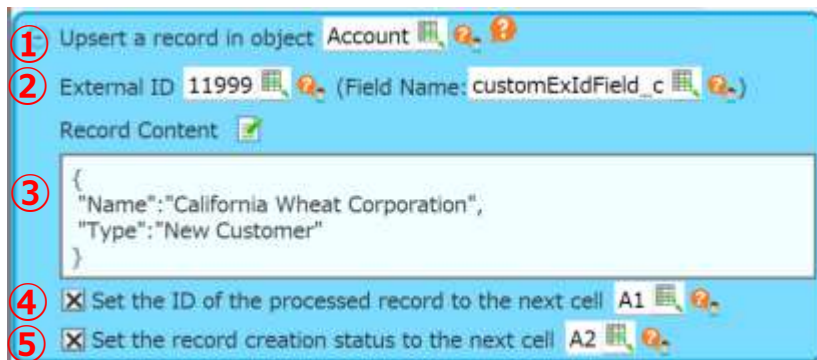 ① Upsert a record in object Account
② External ID 11999 (Field Name: customExIdField_c )
Record Content
③ {
"Name":"California Wheat Corporation",
"Type":"New Customer"
}
④ Set the ID of the processed record to the next cell A1
⑤ Set the record creation status to the next cell A2